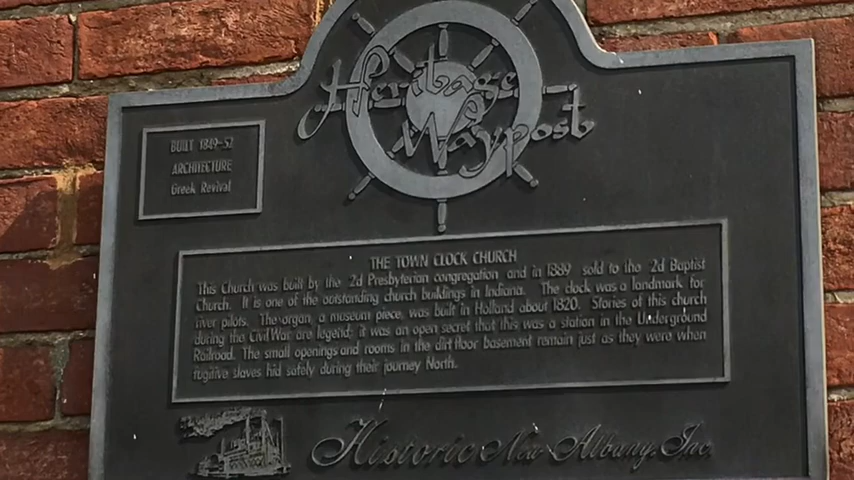 Heritage
Waypost
BUILT 1849-52
ARCHITECTURE
Greek Revival
THE TOWN CLOCK CHURCH
This Church was built by the 2d Presbyterian congregation and in 1889 sold to the 2d Baptist
Church. It is one of the outstanding church buildings in Indiana. The clock was a landmark for
river pilots. The organ, a museum piece, was built in Holland about 1820. Stories of this church
during the Civil War are legend; it was an open secret that this was a station in the Underground
Railroad. The small openings and rooms in the dirt floor basement remain just as they were when
fugitive slaves hid safely during their journey North.
Historic New Albany, Inc.